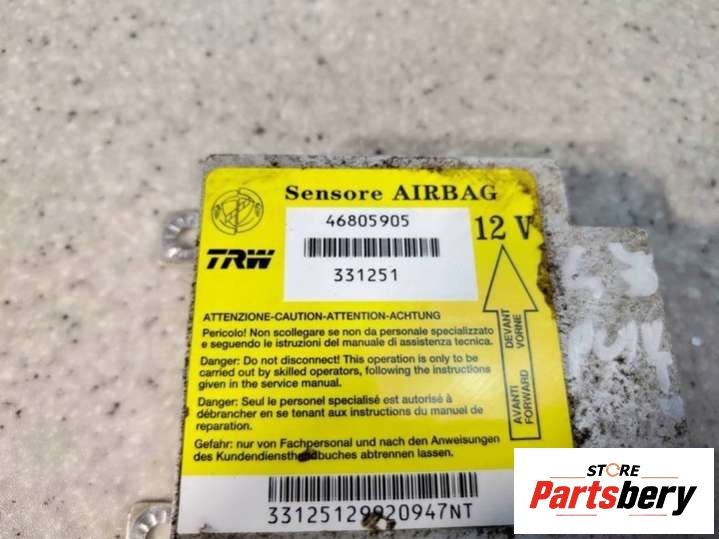 Sensore AIRBAG
46805905
12 V
TRW
331251
ATTENZIONE-CAUTION-ATTENTION-ACHTUNG
Pericolo! Non scollegare se non da personale specializzato
e seguendo le istruzioni del manuale di assistenza tecnica.
Danger: Do not disconnect! This operation is only to be
carried out by skilled operators, following the instructions
given in the service manual.
Danger: Seul le personel specialisé est autorisé à
débrancher en se tenant aux instructions du manuel de
reparation.
Gefahr: nur von Fachpersonal und nach den Anweisungen
des Kundendiensthandbuches abtrennen lassen.
AVANTI DEVANT
FORWARD VORNE
33125129920947NT
STORE
Partsbery